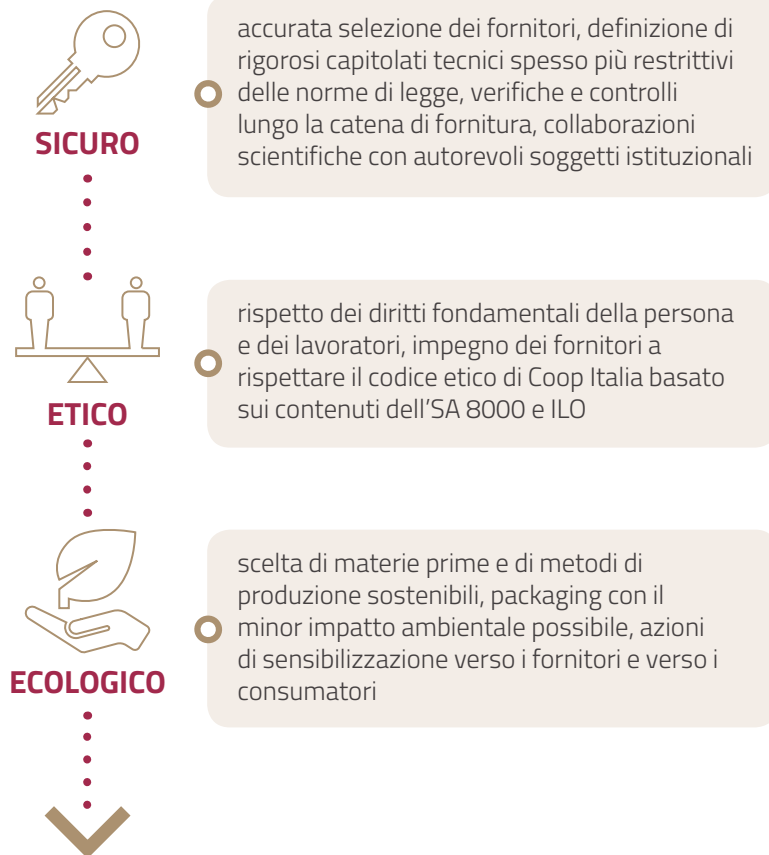 accurata selezione dei fornitori, definizione di
rigorosi capitolati tecnici spesso più restrittivi
delle norme di legge, verifiche e controlli
lungo la catena di fornitura, collaborazioni
scientifiche con autorevoli soggetti istituzionali
SICURO
rispetto dei diritti fondamentali della persona
e dei lavoratori, impegno dei fornitori a
rispettare il codice etico di Coop Italia basato
sui contenuti dell’SA 8000 e ILO
ETICO
scelta di materie prime e di metodi di
produzione sostenibili, packaging con il
minor impatto ambientale possibile, azioni
di sensibilizzazione verso i fornitori e verso i
consumatori
ECOLOGICO